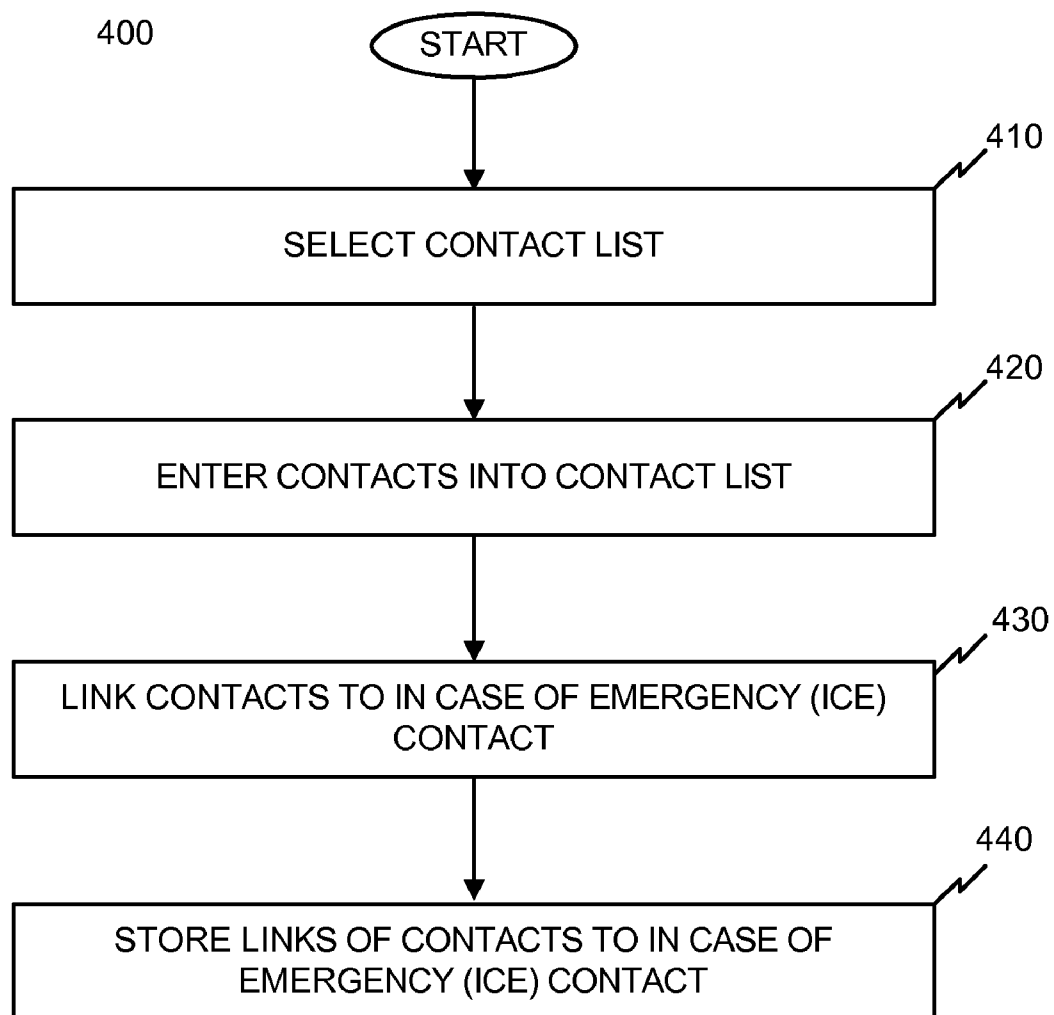 400
START
410
SELECT CONTACT LIST
420
ENTER CONTACTS INTO CONTACT LIST
430
LINK CONTACTS TO IN CASE OF EMERGENCY (ICE)
CONTACT
440
STORE LINKS OF CONTACTS TO IN CASE OF
EMERGENCY (ICE) CONTACT